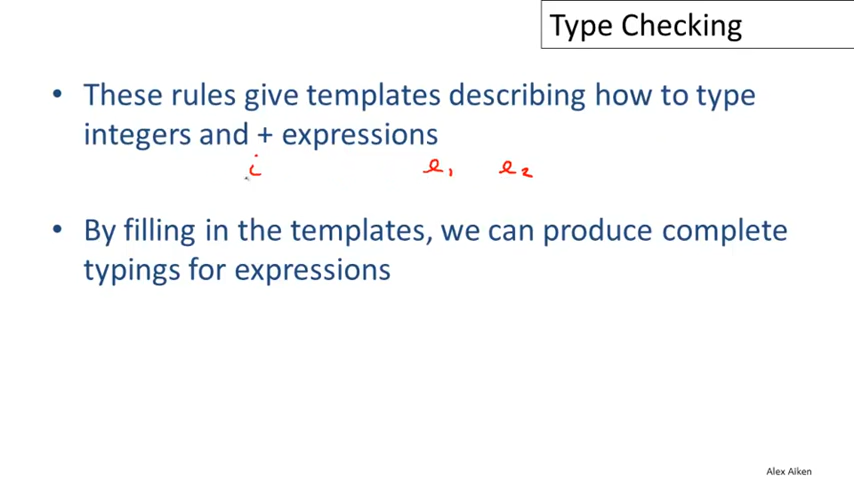 Type Checking
• These rules give templates describing how to type
integers and + expressions
i e₁ e₂
• By filling in the templates, we can produce complete
typings for expressions
Alex Aiken